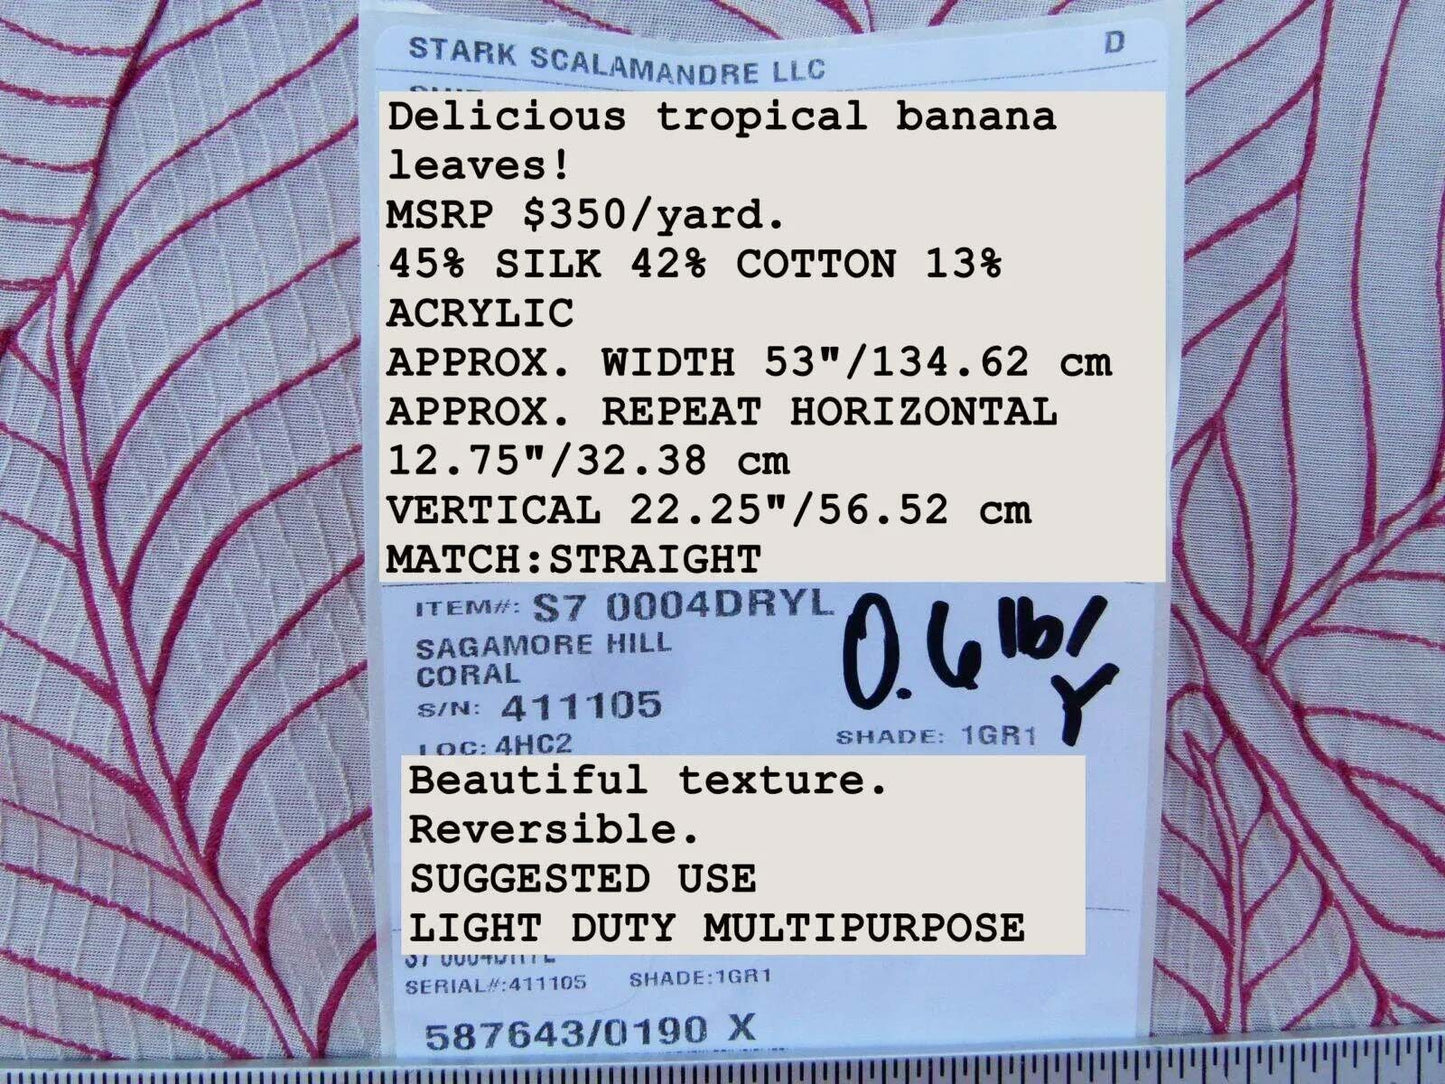 STARK SCALAMANDRE LLC D
Delicious tropical banana
leaves!
MSRP $350/yard.
45% SILK 42% COTTON 13%
ACRYLIC
APPROX. WIDTH 53"/134.62 cm
APPROX. REPEAT HORIZONTAL
12.75"/32.38 cm
VERTICAL 22.25"/56.52 cm
MATCH:STRAIGHT
ITEM#: S7 0004DRYL
0.6 lb/
Y
SAGAMORE HILL
CORAL
S/N: 411105
LOC: 4HC2 SHADE: 1GR1
Beautiful texture.
Reversible.
SUGGESTED USE
LIGHT DUTY MULTIPURPOSE
S7 0004DRYL
SERIAL#:411105 SHADE:1GR1
587643/0190 X